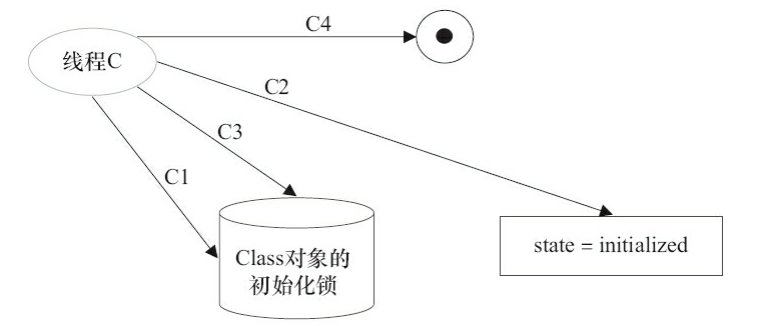 C4
线程C
C2
C3
C1
Class对象的
初始化锁
state = initialized